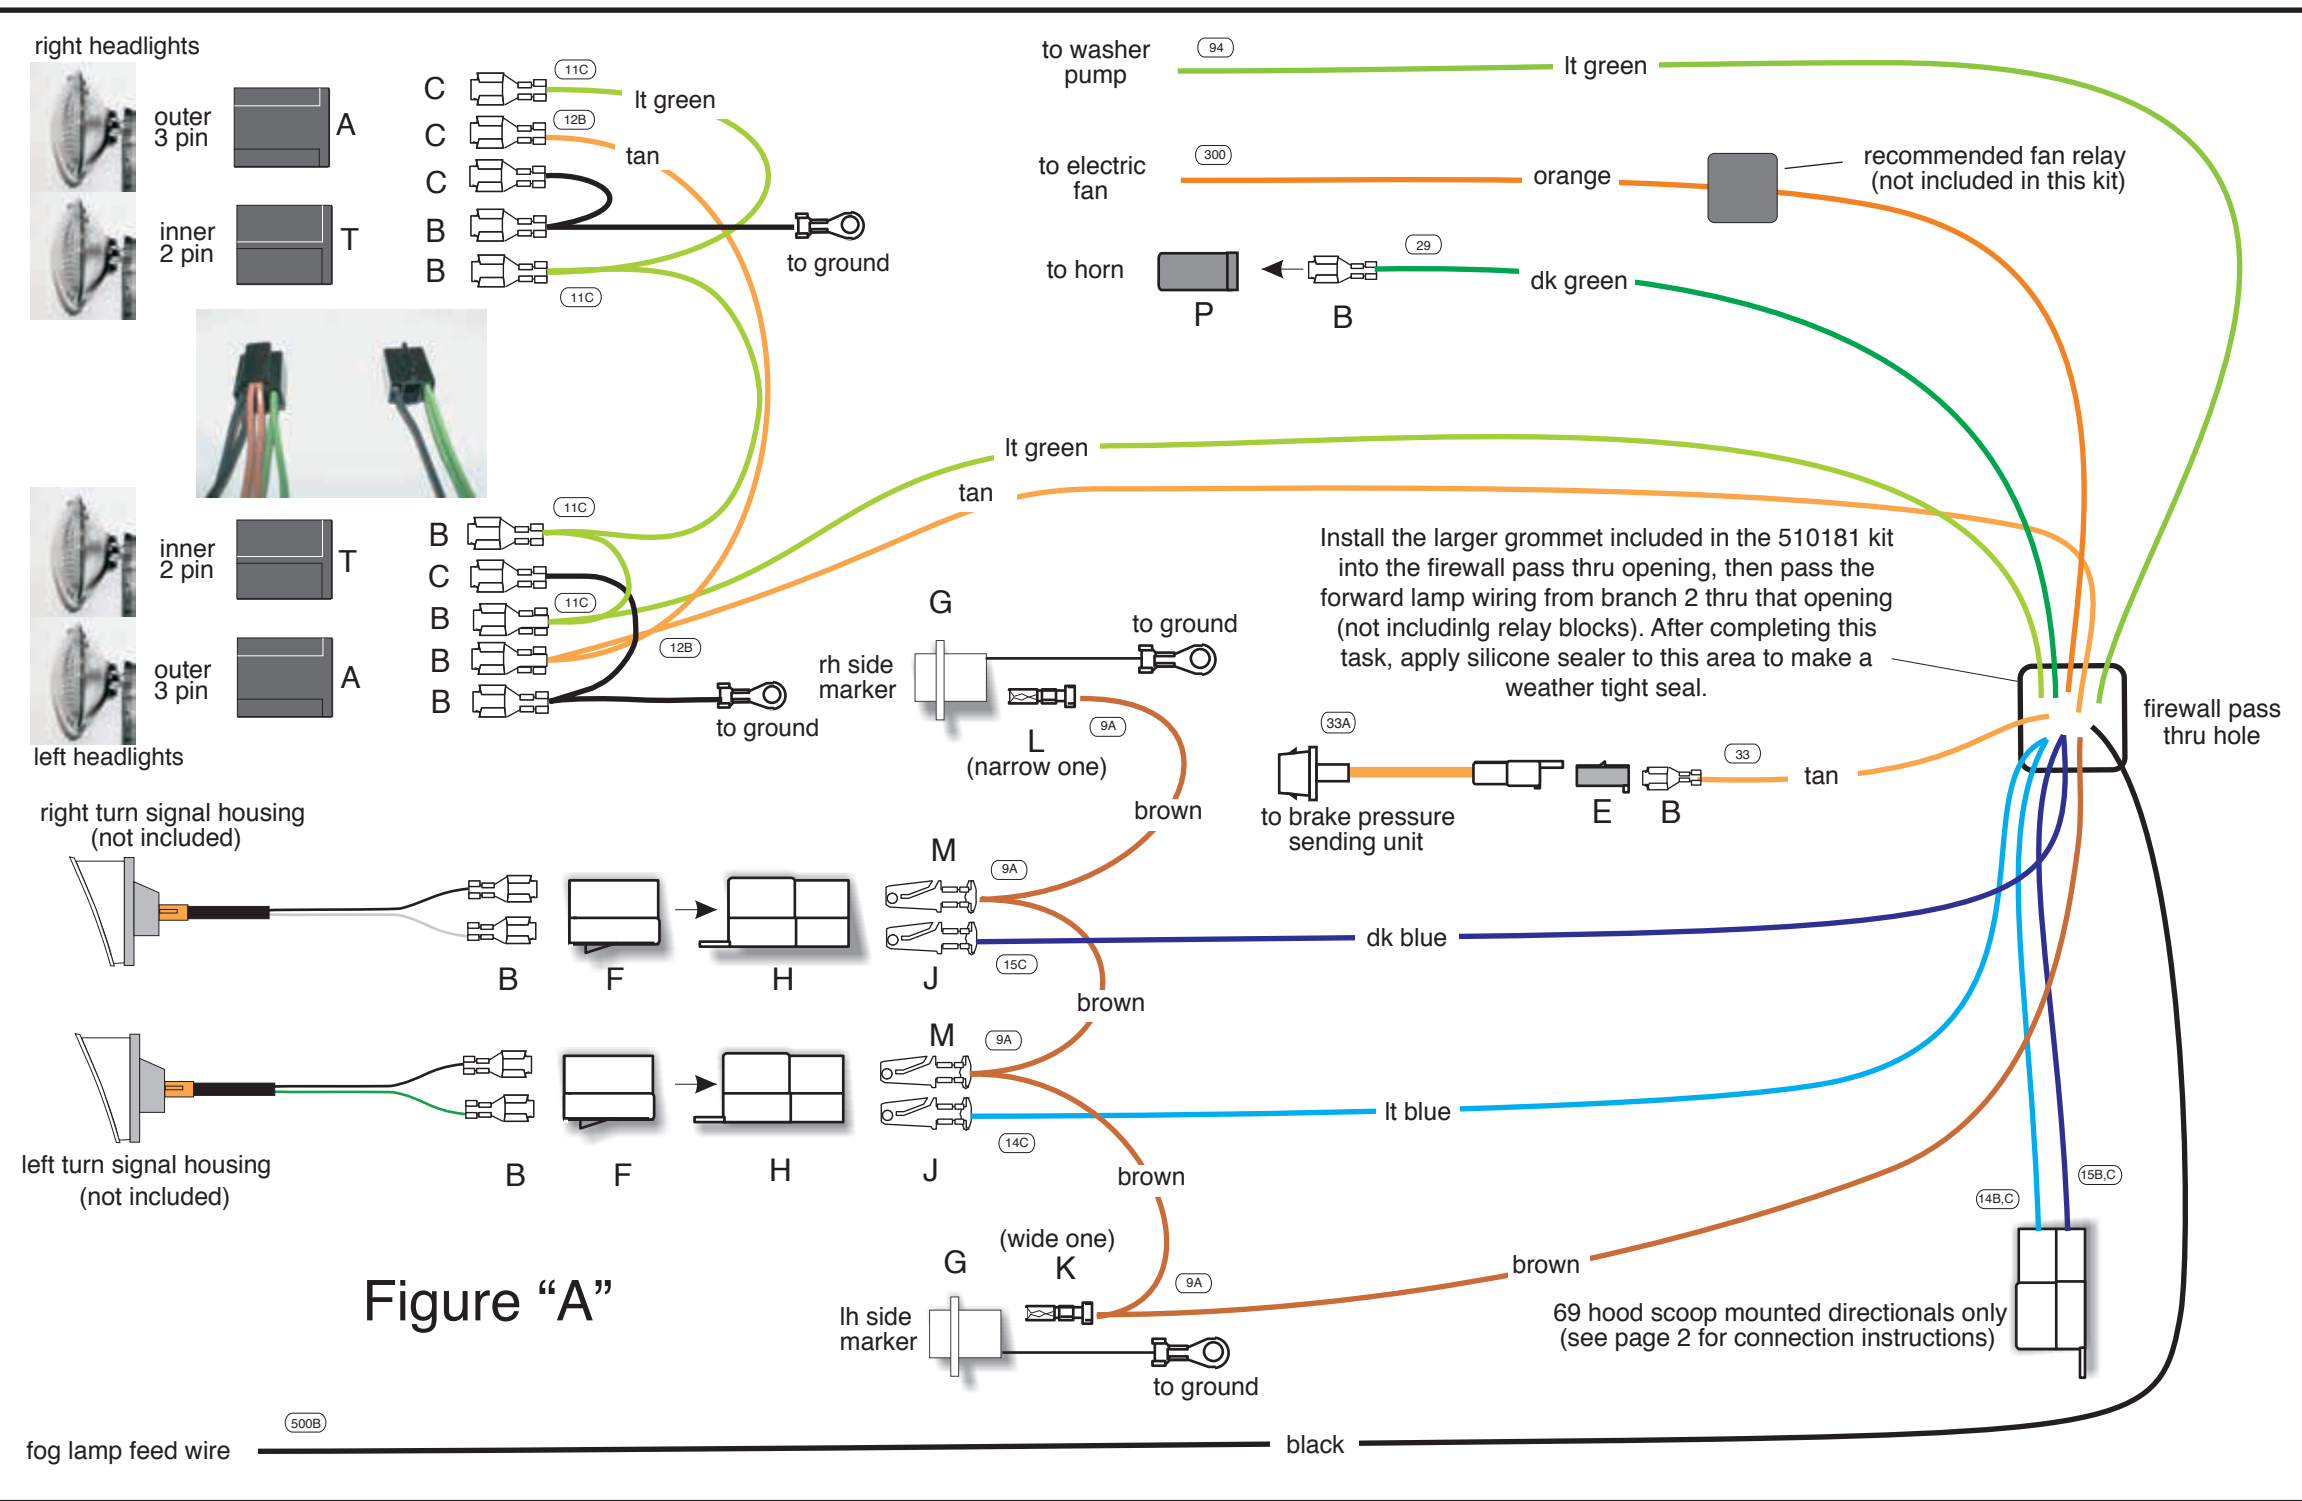 right headlights
outer
3 pin
A
inner
2 pin
T
C
11C
lt green
C
12B
tan
C
B
to ground
B
11C
to washer
pump
94
lt green
to electric
fan
300
orange
recommended fan relay
(not included in this kit)
to horn
P
B
29
dk green
lt green
tan
inner
2 pin
T
outer
3 pin
A
left headlights
B
11C
C
B
11C
B
12B
B
to ground
G
rh side
marker
to ground
L
(narrow one)
9A
brown
Install the larger grommet included in the 510181 kit
into the firewall pass thru opening, then pass the
forward lamp wiring from branch 2 thru that opening
(not includinlg relay blocks). After completing this
task, apply silicone sealer to this area to make a
weather tight seal.
firewall pass
thru hole
33A
to brake pressure
sending unit
E
B
33
tan
right turn signal housing
(not included)
B
F
H
M
9A
J
15C
dk blue
brown
left turn signal housing
(not included)
B
F
H
M
9A
J
14C
lt blue
brown
14B,C
15B,C
Figure “A”
G
lh side
marker
(wide one)
K
9A
to ground
brown
69 hood scoop mounted directionals only
(see page 2 for connection instructions)
fog lamp feed wire
500B
black